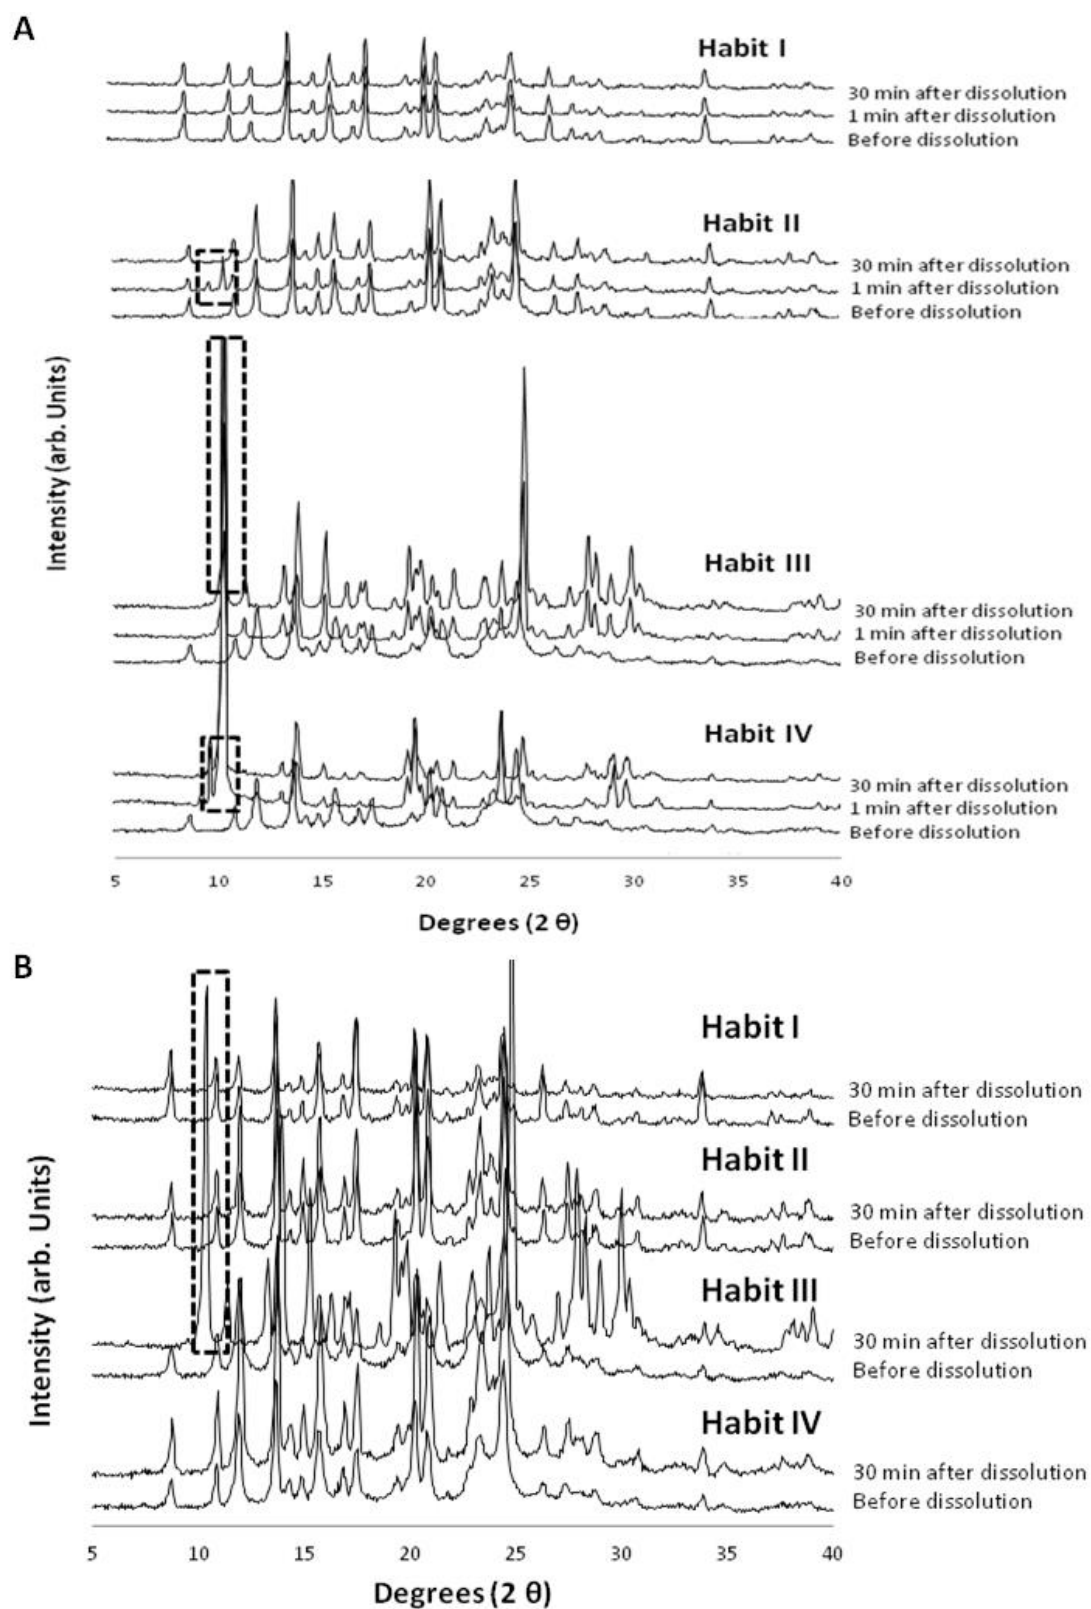 A
Habit I
30 min after dissolution
1 min after dissolution
Before dissolution
Habit II
30 min after dissolution
1 min after dissolution
Before dissolution
Intensity (arb. Units)
Habit III
30 min after dissolution
1 min after dissolution
Before dissolution
Habit IV
30 min after dissolution
1 min after dissolution
Before dissolution
5 10 15 20 25 30 35 40
Degrees (2 θ)
B
Habit I
30 min after dissolution
Before dissolution
Habit II
30 min after dissolution
Before dissolution
Intensity (arb. Units)
Habit III
30 min after dissolution
Before dissolution
Habit IV
30 min after dissolution
Before dissolution
5 10 15 20 25 30 35 40
Degrees (2 θ)